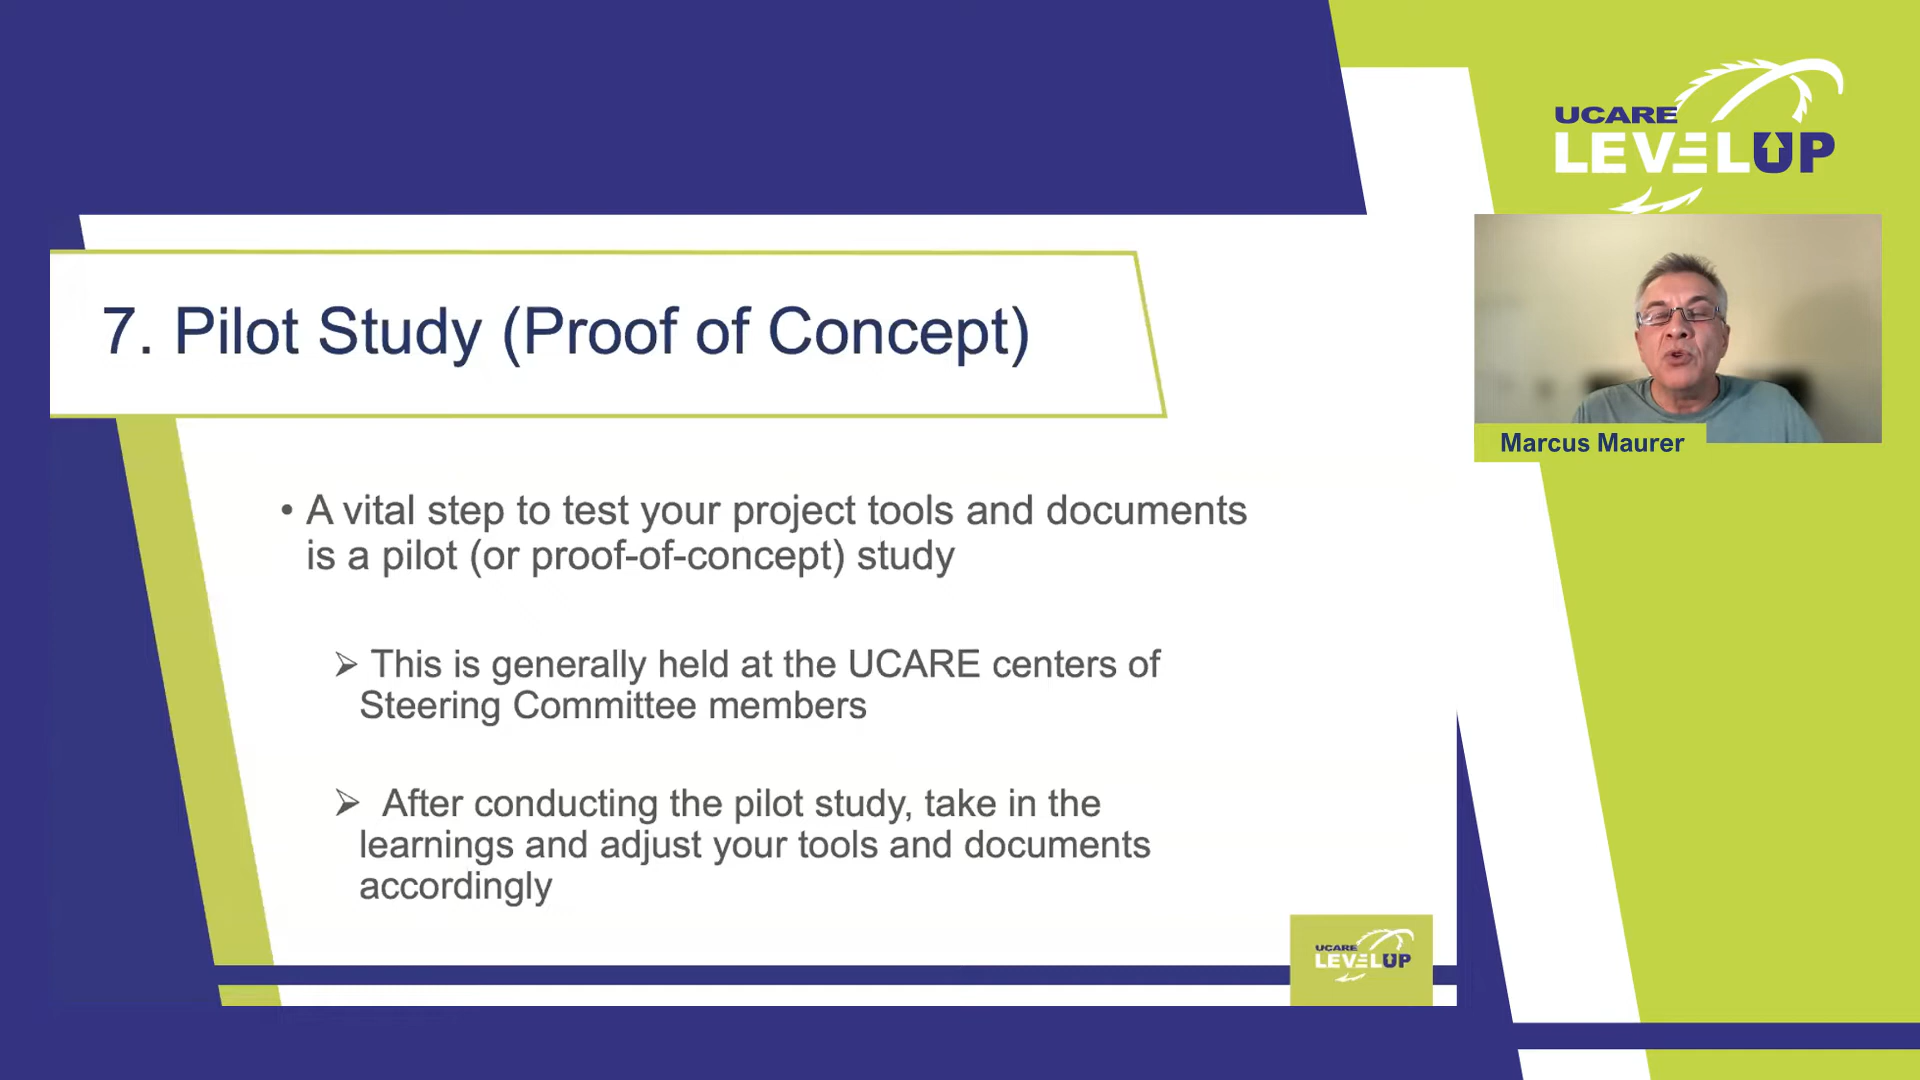 UCARE
LEVELUP
7. Pilot Study (Proof of Concept)
Marcus Maurer
• A vital step to test your project tools and documents
is a pilot (or proof-of-concept) study
➢ This is generally held at the UCARE centers of
Steering Committee members
➢ After conducting the pilot study, take in the
learnings and adjust your tools and documents
accordingly
UCARE
LEVELUP